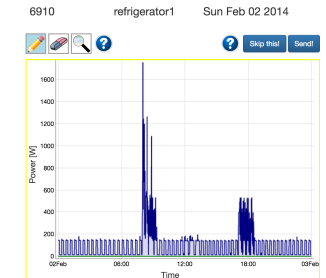 6910 refrigerator1 Sun Feb 02 2014
? ? Skip this! Send!
1600
1400
1200
1000
800
600
400
200
0
Power [W]
02Feb 06:00 12:00 18:00 03Feb
Time